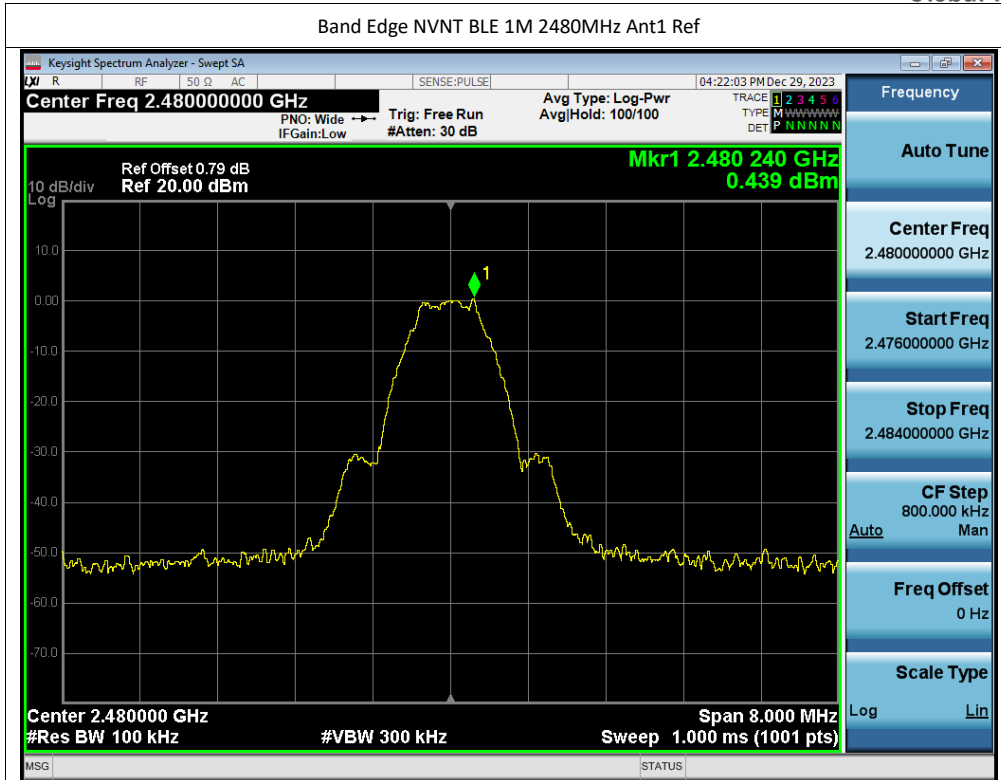 Band Edge NVNT BLE 1M 2480MHz Ant1 Ref
Keysight Spectrum Analyzer - Swept SA
LXI R RF 50 Ω AC SENSE:PULSE 04:22:03 PM Dec 29, 2023
Center Freq 2.480000000 GHz
PNO: Wide
IFGain:Low
Trig: Free Run
#Atten: 30 dB
Avg Type: Log-Pwr
Avg|Hold: 100/100
TRACE 1 2 3 4 5 6
TYPE M WWWWW
DET P N N N N N
Mkr1 2.480 240 GHz
0.439 dBm
Ref Offset 0.79 dB
Ref 20.00 dBm
10 dB/div
Log
1
10.0
0.00
-10.0
-20.0
-30.0
-40.0
-50.0
-60.0
-70.0
Center 2.480000 GHz
Span 8.000 MHz
#Res BW 100 kHz
#VBW 300 kHz
Sweep 1.000 ms (1001 pts)
MSG
STATUS
Frequency
Auto Tune
Center Freq
2.480000000 GHz
Start Freq
2.476000000 GHz
Stop Freq
2.484000000 GHz
CF Step
800.000 kHz
Auto Man
Freq Offset
0 Hz
Scale Type
Log Lin